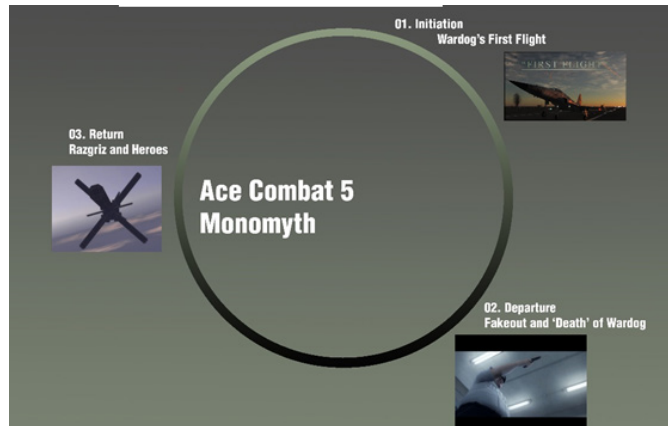 01. Initiation
Wardog's First Flight
FIRST FLIGHT
03. Return
Razgriz and Heroes
Ace Combat 5
Monomyth
02. Departure
Fakeout and ‘Death’ of Wardog